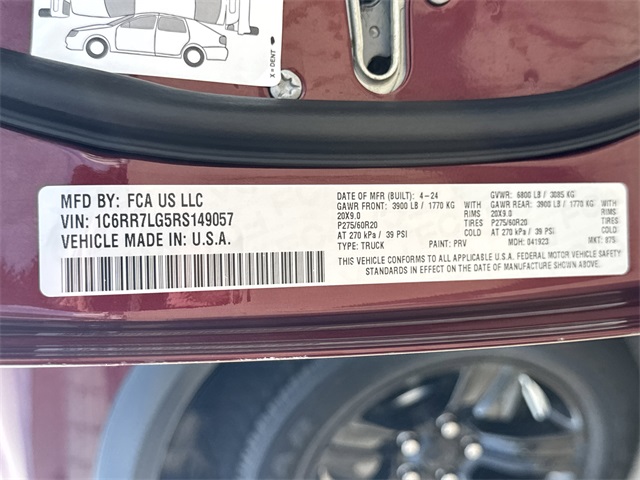 X = DENT
MFD BY: FCA US LLC
VIN: 1C6RR7LG5RS149057
VEHICLE MADE IN: U.S.A.
DATE OF MFR (BUILT): 4-24 GVWR: 6800 LB / 3085 KG
GAWR FRONT: 3900 LB / 1770 KG GAWR REAR: 3900 LB / 1770 KG
20X9.0 RIMS 20X9.0 RIMS
P275/60R20 TIRES P275/60R20 TIRES
AT 270 kPa / 39 PSI COLD AT 270 kPa / 39 PSI COLD
TYPE: TRUCK PAINT: PRV MDH: 041923 MKT: 875-
THIS VEHICLE CONFORMS TO ALL APPLICABLE U.S.A. FEDERAL MOTOR VEHICLE SAFETY
STANDARDS IN EFFECT ON THE DATE OF MANUFACTURE SHOWN ABOVE.